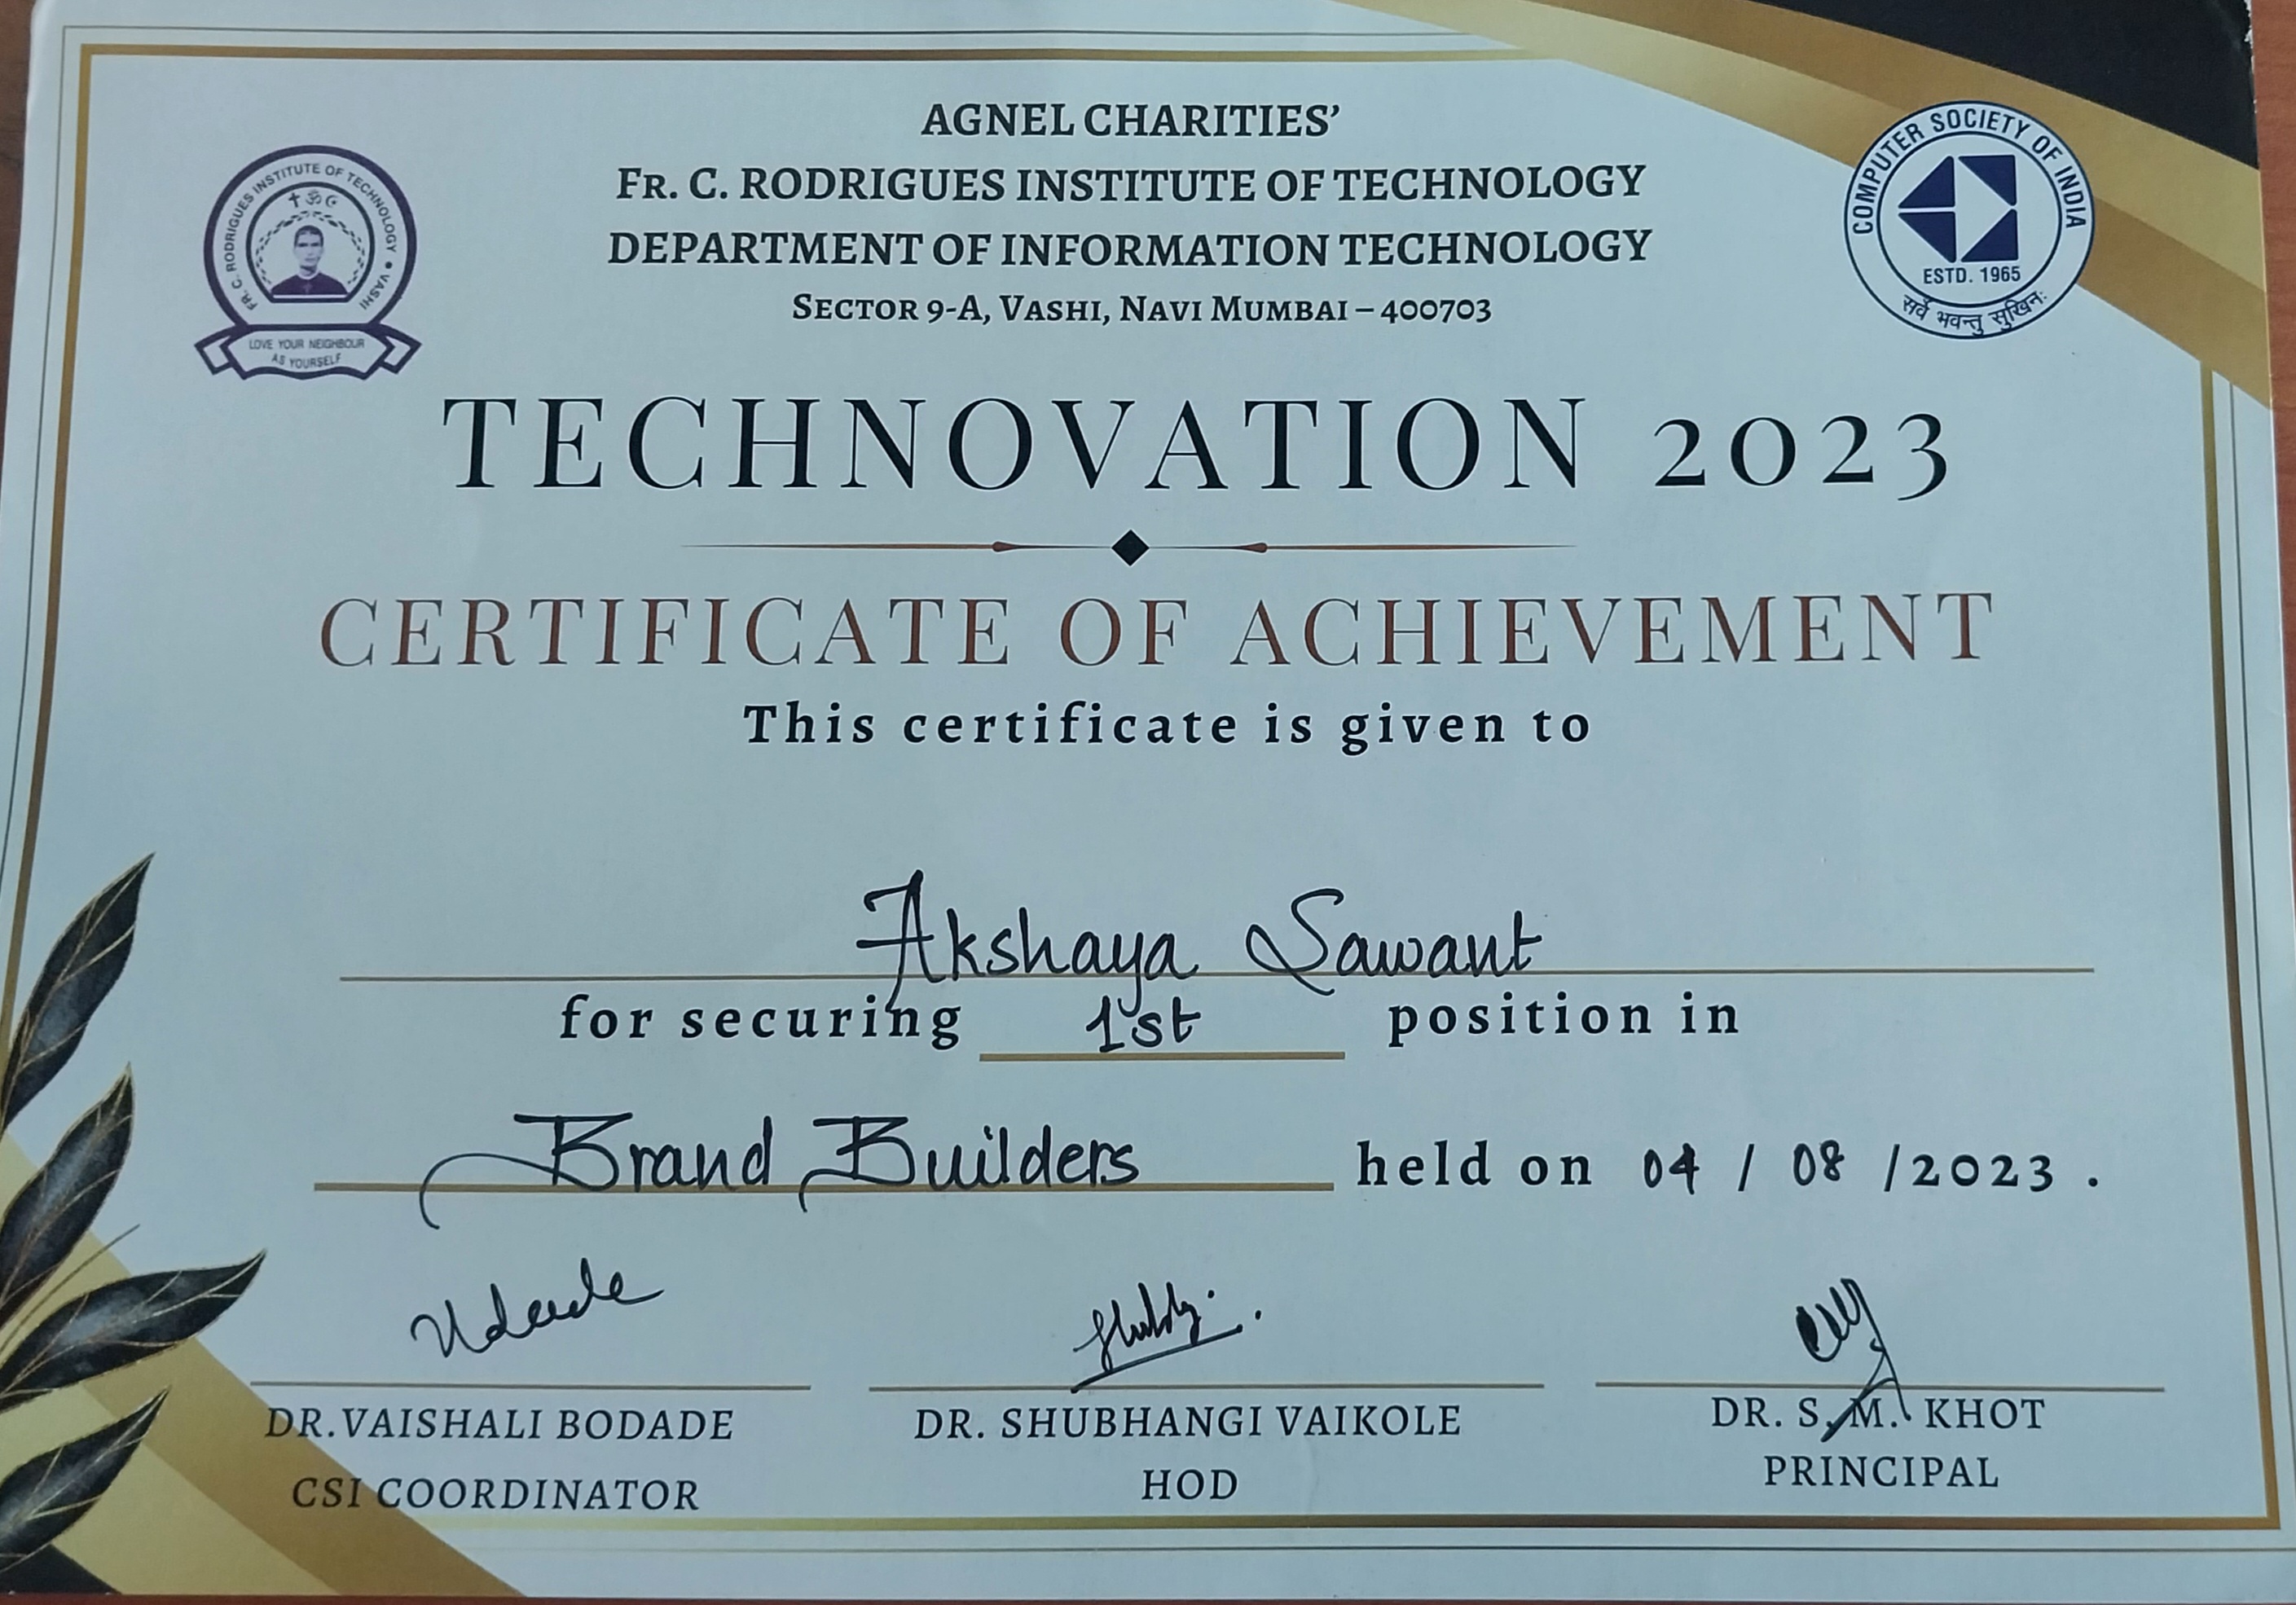 AGNEL CHARITIES'
FR. C. RODRIGUES INSTITUTE OF TECHNOLOGY
DEPARTMENT OF INFORMATION TECHNOLOGY
SECTOR 9-A, VASHI, NAVI MUMBAI – 400703
FR. C. RODRIGUES INSTITUTE OF TECHNOLOGY • VASHI
LOVE YOUR NEIGHBOUR
AS YOURSELF
COMPUTER SOCIETY OF INDIA
ESTD. 1965
सर्वे भवन्तु सुखिनः
TECHNOVATION 2023
CERTIFICATE OF ACHIEVEMENT
This certificate is given to
Akshaya Sawant
for securing 1st position in
Brand Builders held on 04 / 08 /2023 .
DR.VAISHALI BODADE DR. SHUBHANGI VAIKOLE DR. S. M. KHOT
CSI COORDINATOR HOD PRINCIPAL